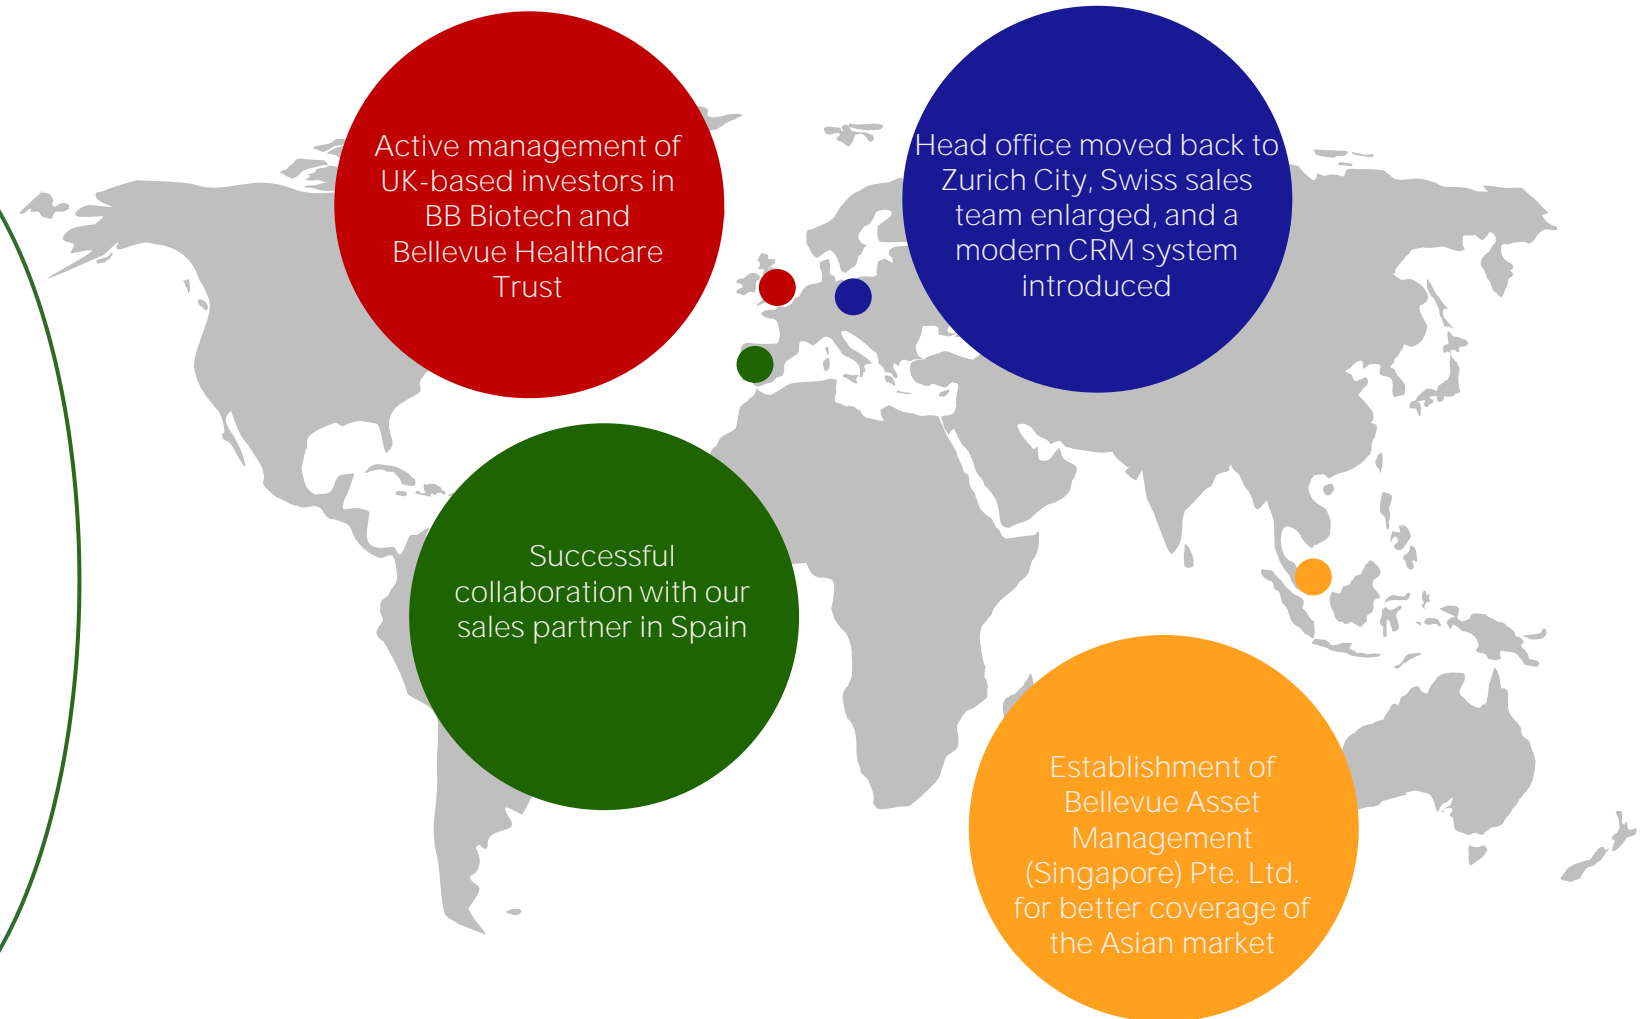 Active management of
UK-based investors in
BB Biotech and
Bellevue Healthcare
Trust
Head office moved back to
Zurich City, Swiss sales
team enlarged, and a
modern CRM system
introduced
Successful
collaboration with our
sales partner in Spain
Establishment of
Bellevue Asset
Management
(Singapore) Pte. Ltd.
for better coverage of
the Asian market